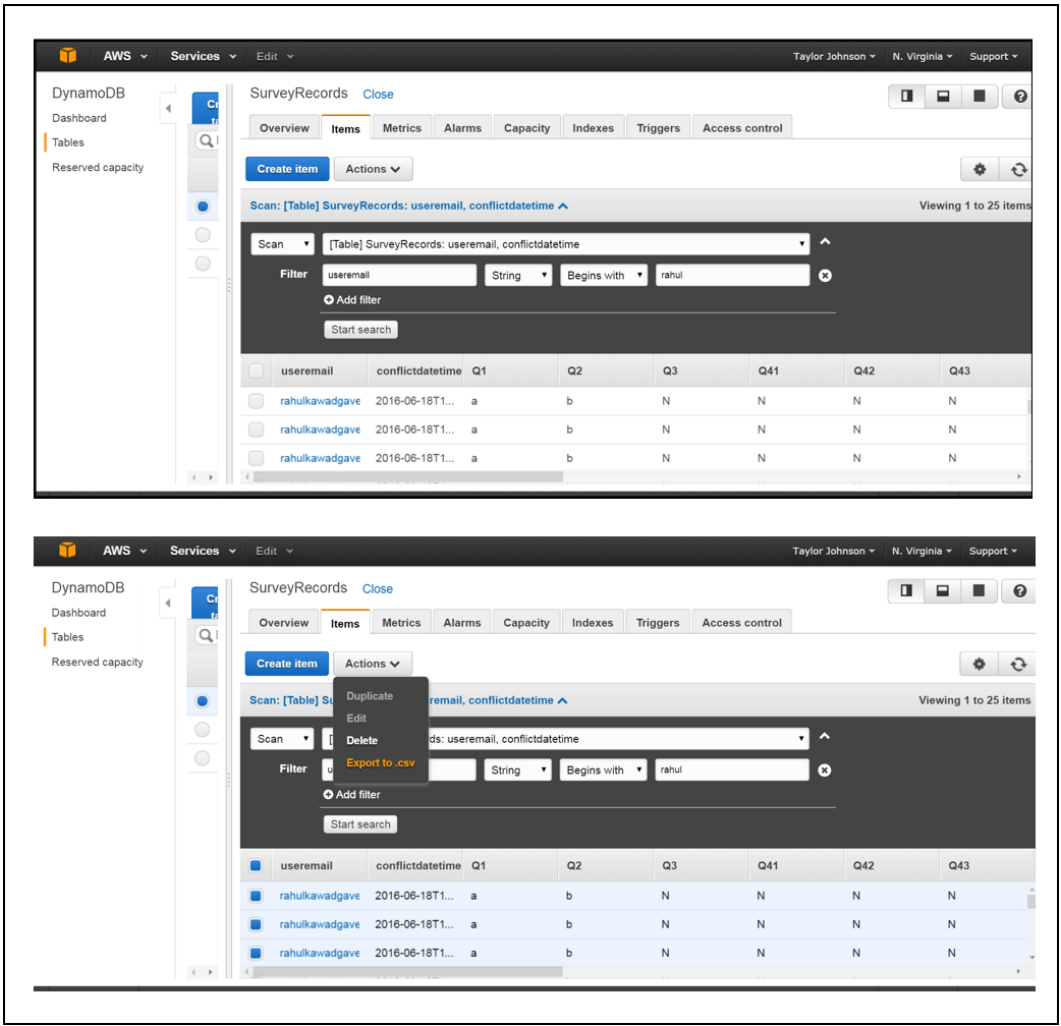 AWS Services Edit Taylor Johnson N. Virginia Support
DynamoDB
Dashboard
Tables
Reserved capacity
SurveyRecords Close
Overview Items Metrics Alarms Capacity Indexes Triggers Access control
Create item Actions
Scan: [Table] SurveyRecords: useremail, conflictdatetime Viewing 1 to 25 items
Scan [Table] SurveyRecords: useremail, conflictdatetime
Filter useremail String Begins with rahul
Add filter
Start search
useremail conflictdatetime Q1 Q2 Q3 Q41 Q42 Q43
rahulkawadgave 2016-06-18T1... a b N N N N
rahulkawadgave 2016-06-18T1... a b N N N N
rahulkawadgave 2016-06-18T1... a b N N N N
AWS Services Edit Taylor Johnson N. Virginia Support
DynamoDB
Dashboard
Tables
Reserved capacity
SurveyRecords Close
Overview Items Metrics Alarms Capacity Indexes Triggers Access control
Create item Actions
Duplicate
Edit
Delete
Export to .csv
Scan: [Table] Su remail, conflictdatetime Viewing 1 to 25 items
Scan [ ds: useremail, conflictdatetime
Filter u String Begins with rahul
Add filter
Start search
useremail conflictdatetime Q1 Q2 Q3 Q41 Q42 Q43
rahulkawadgave 2016-06-18T1... a b N N N N
rahulkawadgave 2016-06-18T1... a b N N N N
rahulkawadgave 2016-06-18T1... a b N N N N